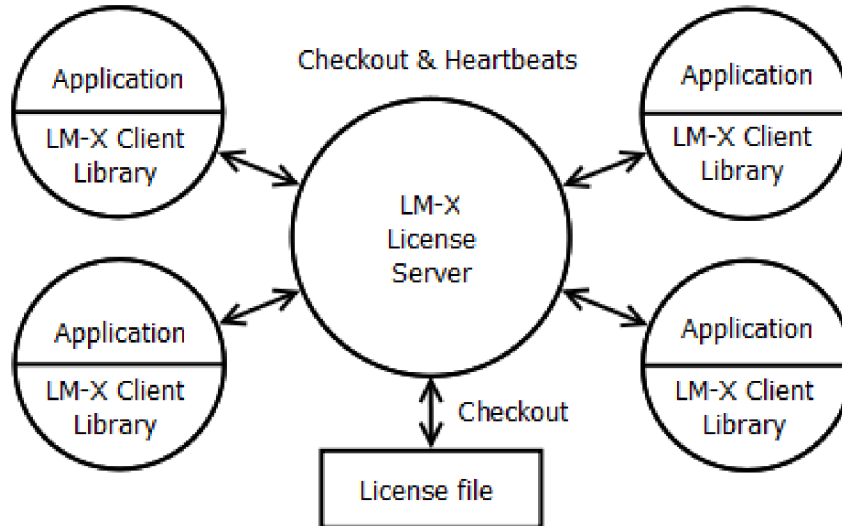 Application
LM-X Client
Library
Checkout & Heartbeats
Application
LM-X Client
Library
LM-X
License
Server
Application
LM-X Client
Library
Application
LM-X Client
Library
Checkout
License file